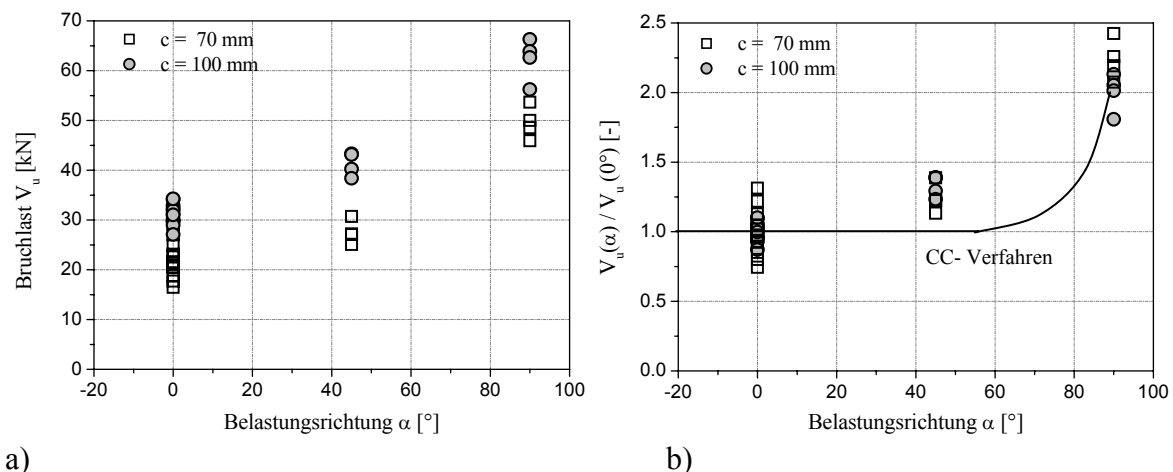 70
60
50
40
30
20
10
0
-20
0
20
40
60
80
100
c = 70 mm
c = 100 mm
Bruchlast V_u [kN]
Belastungsrichtung α [°]
a)
2.5
2.0
1.5
1.0
0.5
0.0
-20
0
20
40
60
80
100
c = 70 mm
c = 100 mm
CC- Verfahren
V_u(α) / V_u (0°) [-]
Belastungsrichtung α [°]
b)